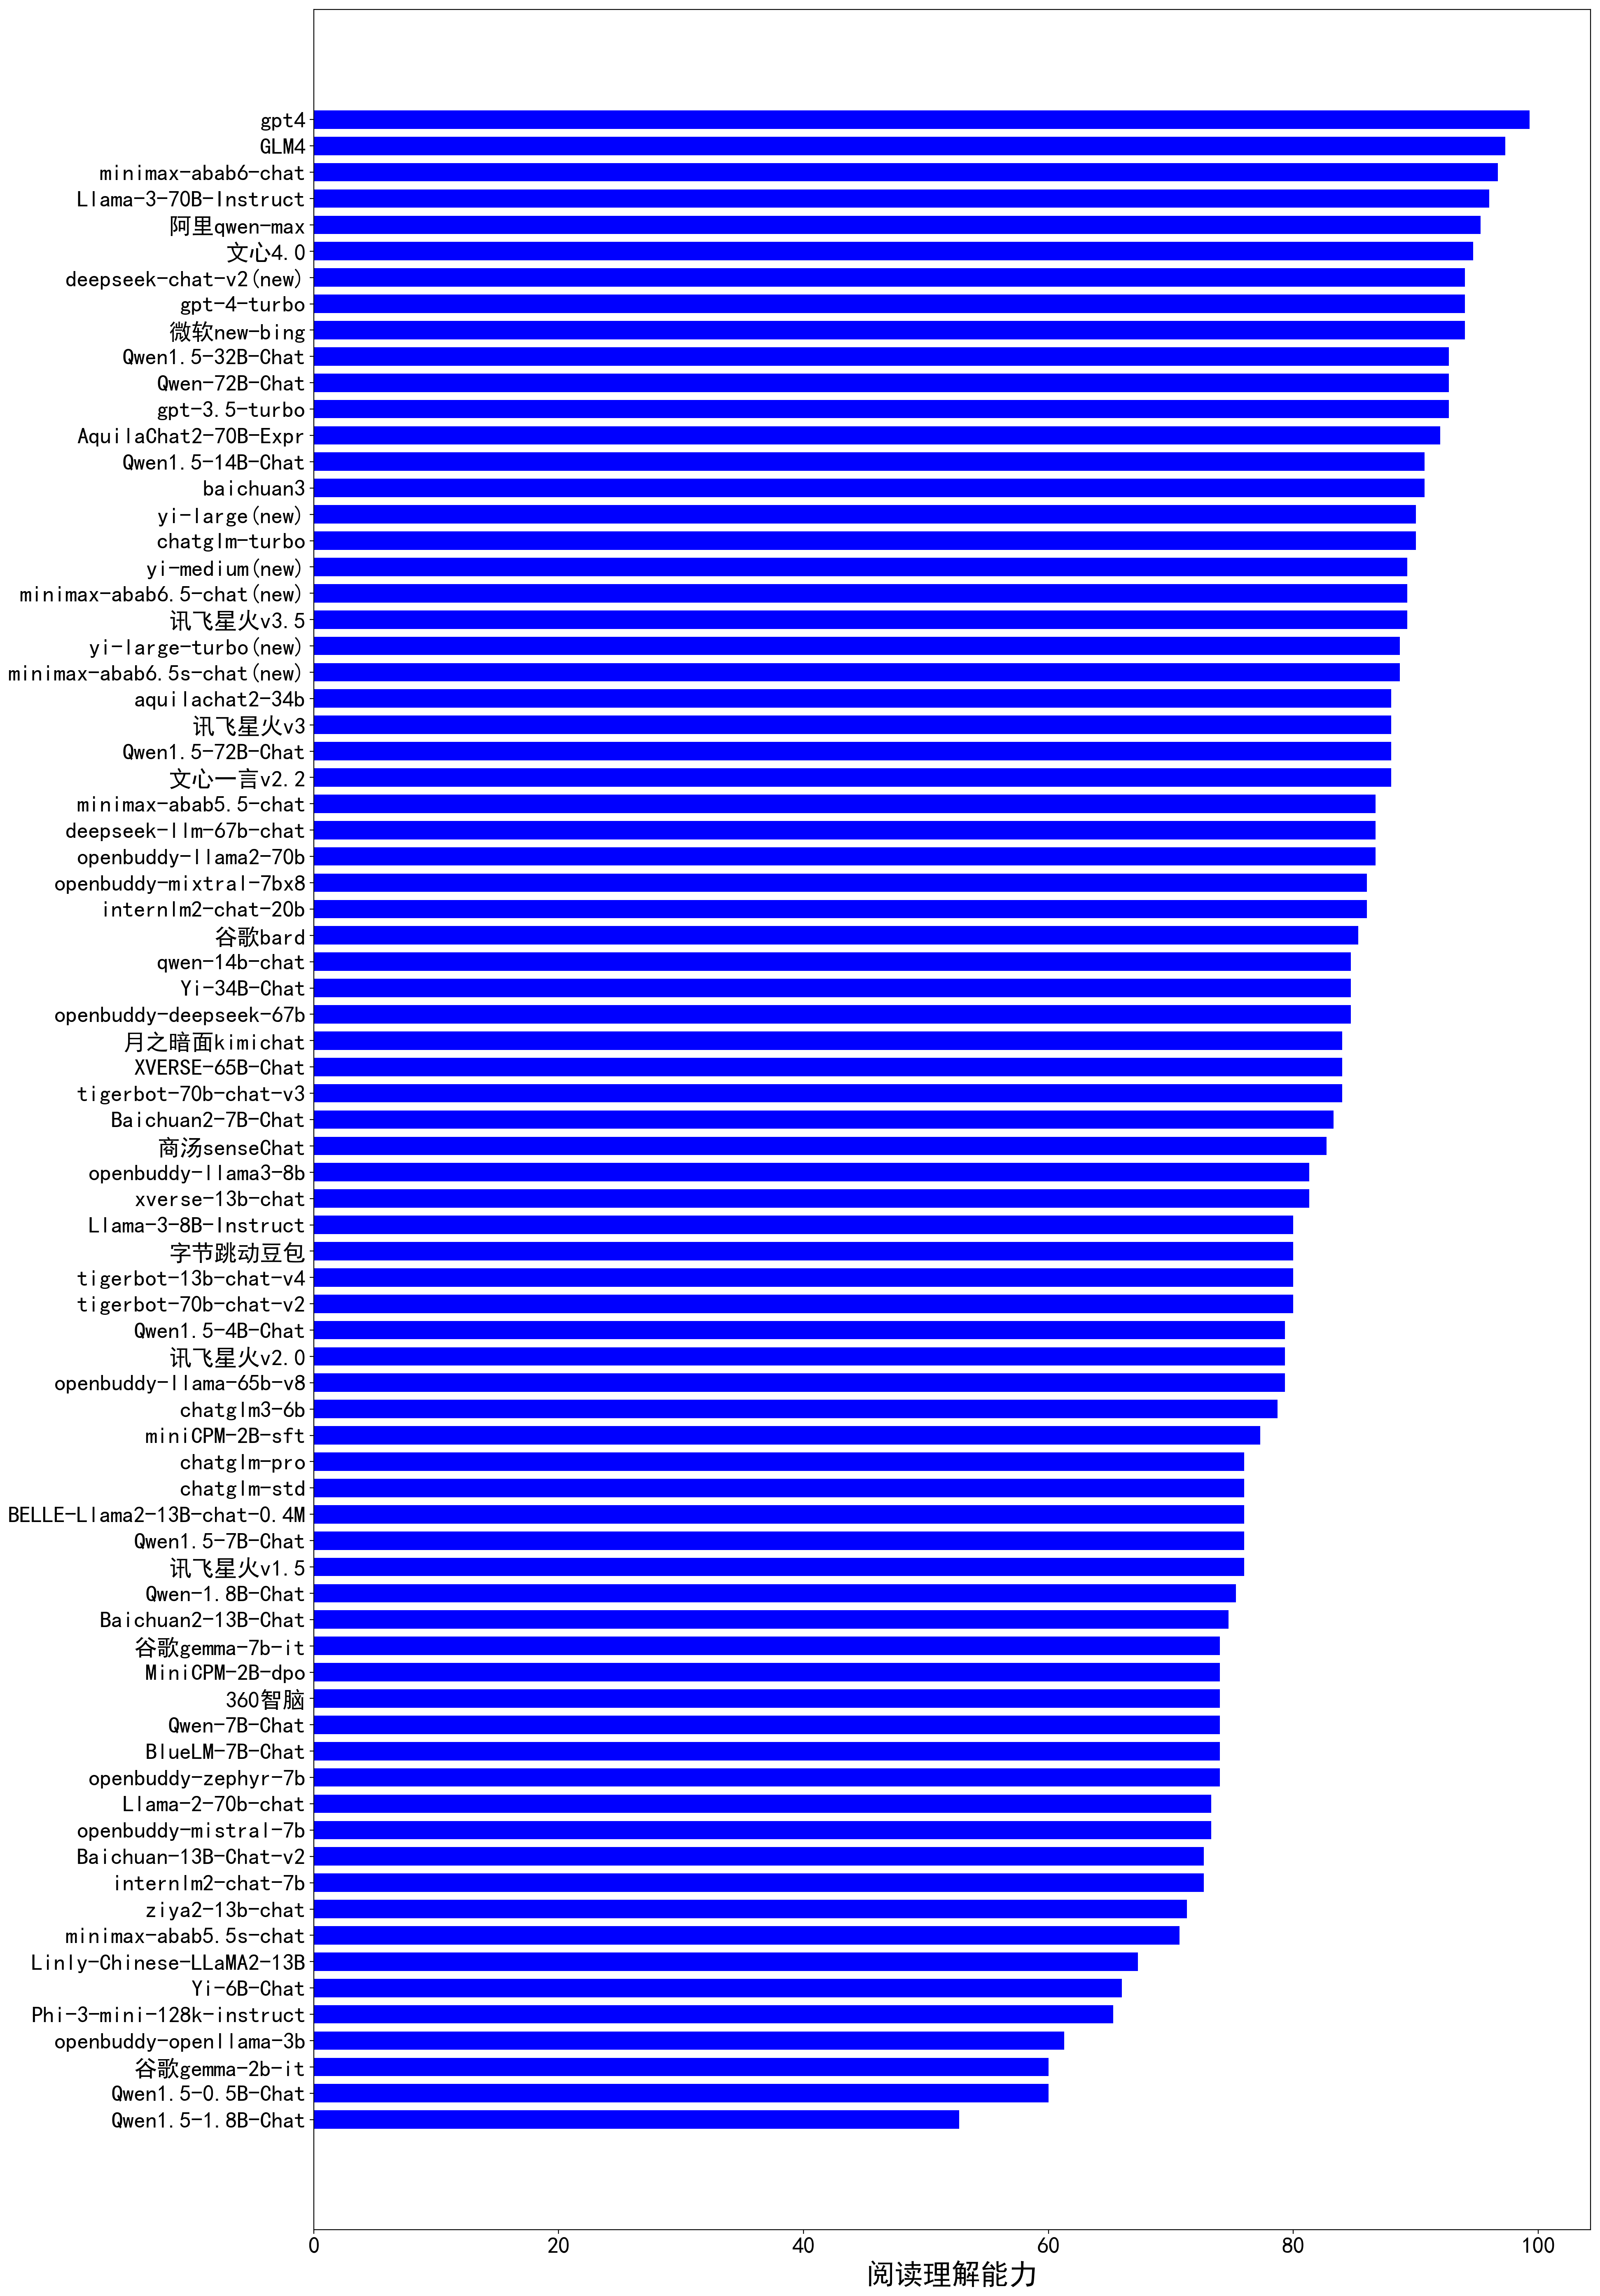 gpt4
GLM4
minimax-abab6-chat
Llama-3-70B-Instruct
阿里qwen-max
文心4.0
deepseek-chat-v2(new)
gpt-4-turbo
微软new-bing
Qwen1.5-32B-Chat
Qwen-72B-Chat
gpt-3.5-turbo
AquilaChat2-70B-Expr
Qwen1.5-14B-Chat
baichuan3
yi-large(new)
chatglm-turbo
yi-medium(new)
minimax-abab6.5-chat(new)
讯飞星火v3.5
yi-large-turbo(new)
minimax-abab6.5s-chat(new)
aquilachat2-34b
讯飞星火v3
Qwen1.5-72B-Chat
文心一言v2.2
minimax-abab5.5-chat
deepseek-llm-67b-chat
openbuddy-llama2-70b
openbuddy-mixtral-7bx8
internlm2-chat-20b
谷歌bard
qwen-14b-chat
Yi-34B-Chat
openbuddy-deepseek-67b
月之暗面kimichat
XVERSE-65B-Chat
tigerbot-70b-chat-v3
Baichuan2-7B-Chat
商汤senseChat
openbuddy-llama3-8b
xverse-13b-chat
Llama-3-8B-Instruct
字节跳动豆包
tigerbot-13b-chat-v4
tigerbot-70b-chat-v2
Qwen1.5-4B-Chat
讯飞星火v2.0
openbuddy-llama-65b-v8
chatglm3-6b
miniCPM-2B-sft
chatglm-pro
chatglm-std
BELLE-Llama2-13B-chat-0.4M
Qwen1.5-7B-Chat
讯飞星火v1.5
Qwen-1.8B-Chat
Baichuan2-13B-Chat
谷歌gemma-7b-it
MiniCPM-2B-dpo
360智脑
Qwen-7B-Chat
BlueLM-7B-Chat
openbuddy-zephyr-7b
Llama-2-70b-chat
openbuddy-mistral-7b
Baichuan-13B-Chat-v2
internlm2-chat-7b
ziya2-13b-chat
minimax-abab5.5s-chat
Linly-Chinese-LLaMA2-13B
Yi-6B-Chat
Phi-3-mini-128k-instruct
openbuddy-openllama-3b
谷歌gemma-2b-it
Qwen1.5-0.5B-Chat
Qwen1.5-1.8B-Chat
0 20 40 60 80 100
阅读理解能力